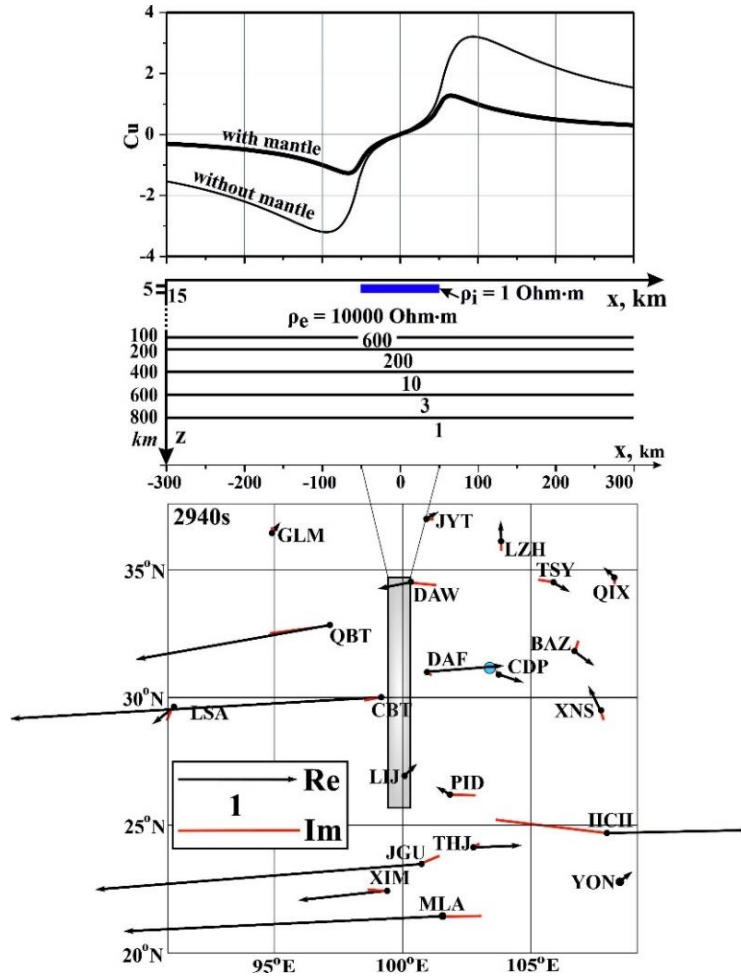 4
2
0
-2
-4
Cu
with mantle
without mantle
5
15
ρi = 1 Ohm·m
x, km
ρe = 10000 Ohm·m
100
600
200
200
400
10
600
3
800
1
km
z
x, km
-300 -200 -100 0 100 200 300
2940s
GLM
JYT
LZH
35°N
TSY
QIX
DAW
QBT
BAZ
DAF
CDP
30°N
LSA
CBT
XNS
LIJ
Re
PID
1
Im
25°N
HCH
THJ
JGU
XIM
YON
MLA
20°N
95°E 100°E 105°E